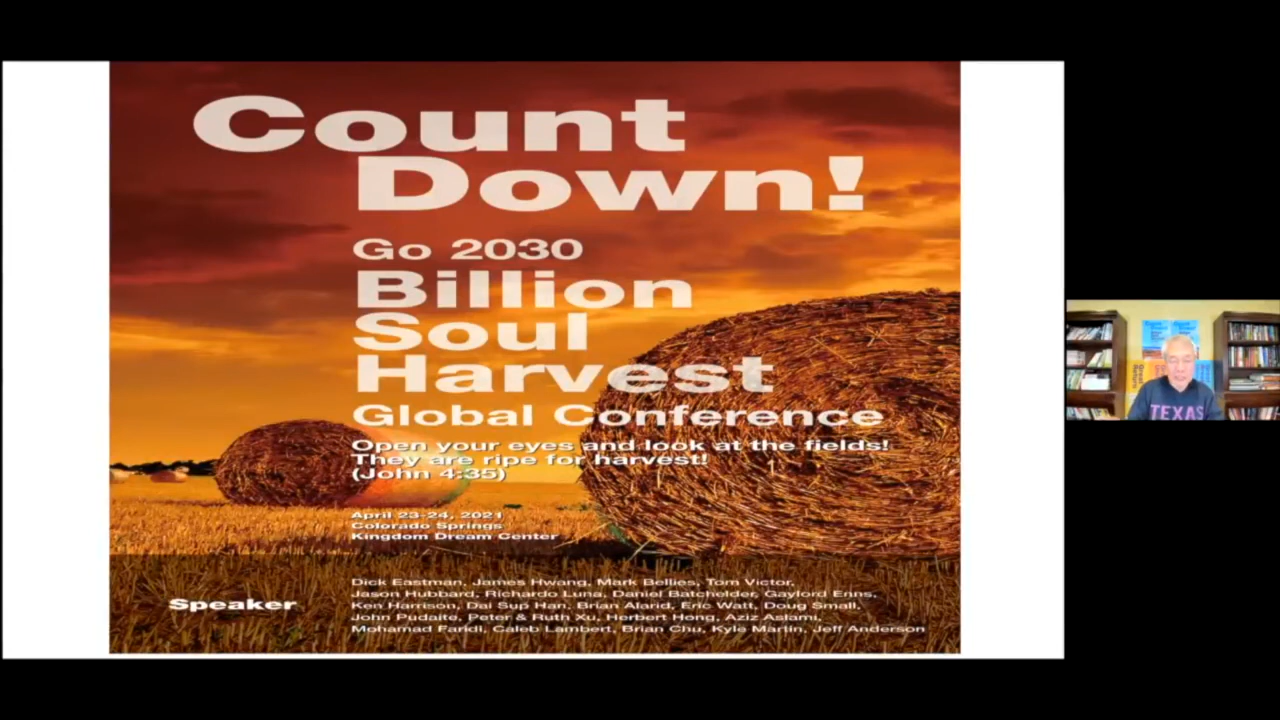 Count
Down!
Go 2030
Billion
Soul
Harvest
Global Conference
Open your eyes and look at the fields!
They are ripe for harvest!
(John 4:35)
April 23-24, 2021
Colorado Springs
Kingdom Dream Center
Speaker
Dick Eastman, James Hwang, Mark Bellies, Tom Victor,
Jason Hubbard, Richardo Luna, Daniel Batchelder, Gaylord Enns,
Ken Harrison, Dal Sup Han, Brian Alarid, Eric Watt, Doug Small,
John Pudaite, Peter & Ruth Xu, Herbert Hong, Aziz Aslami,
Mohamad Faridi, Caleb Lambert, Brian Chu, Kyle Martin, Jeff Anderson
TEXAS